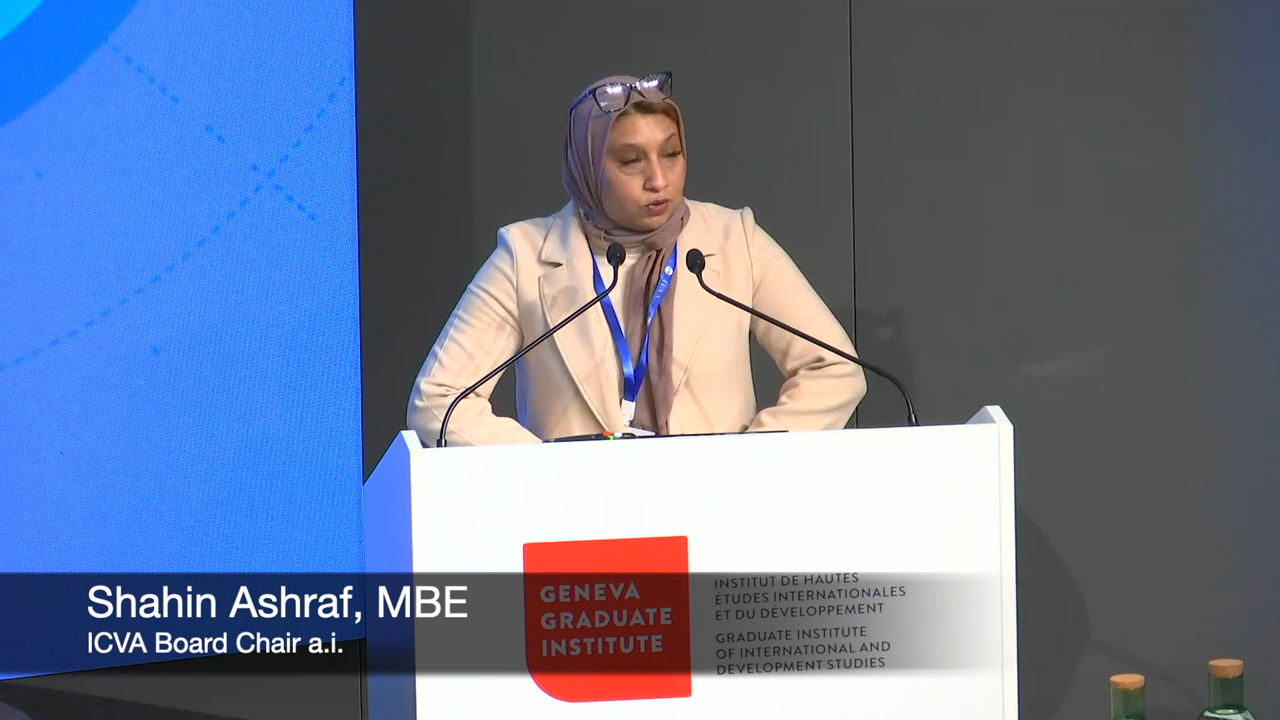 GENEVA
GRADUATE
INSTITUTE
INSTITUT DE HAUTES
ÉTUDES INTERNATIONALES
ET DU DÉVELOPPEMENT
GRADUATE INSTITUTE
OF INTERNATIONAL AND
DEVELOPMENT STUDIES
Shahin Ashraf, MBE
ICVA Board Chair a.i.